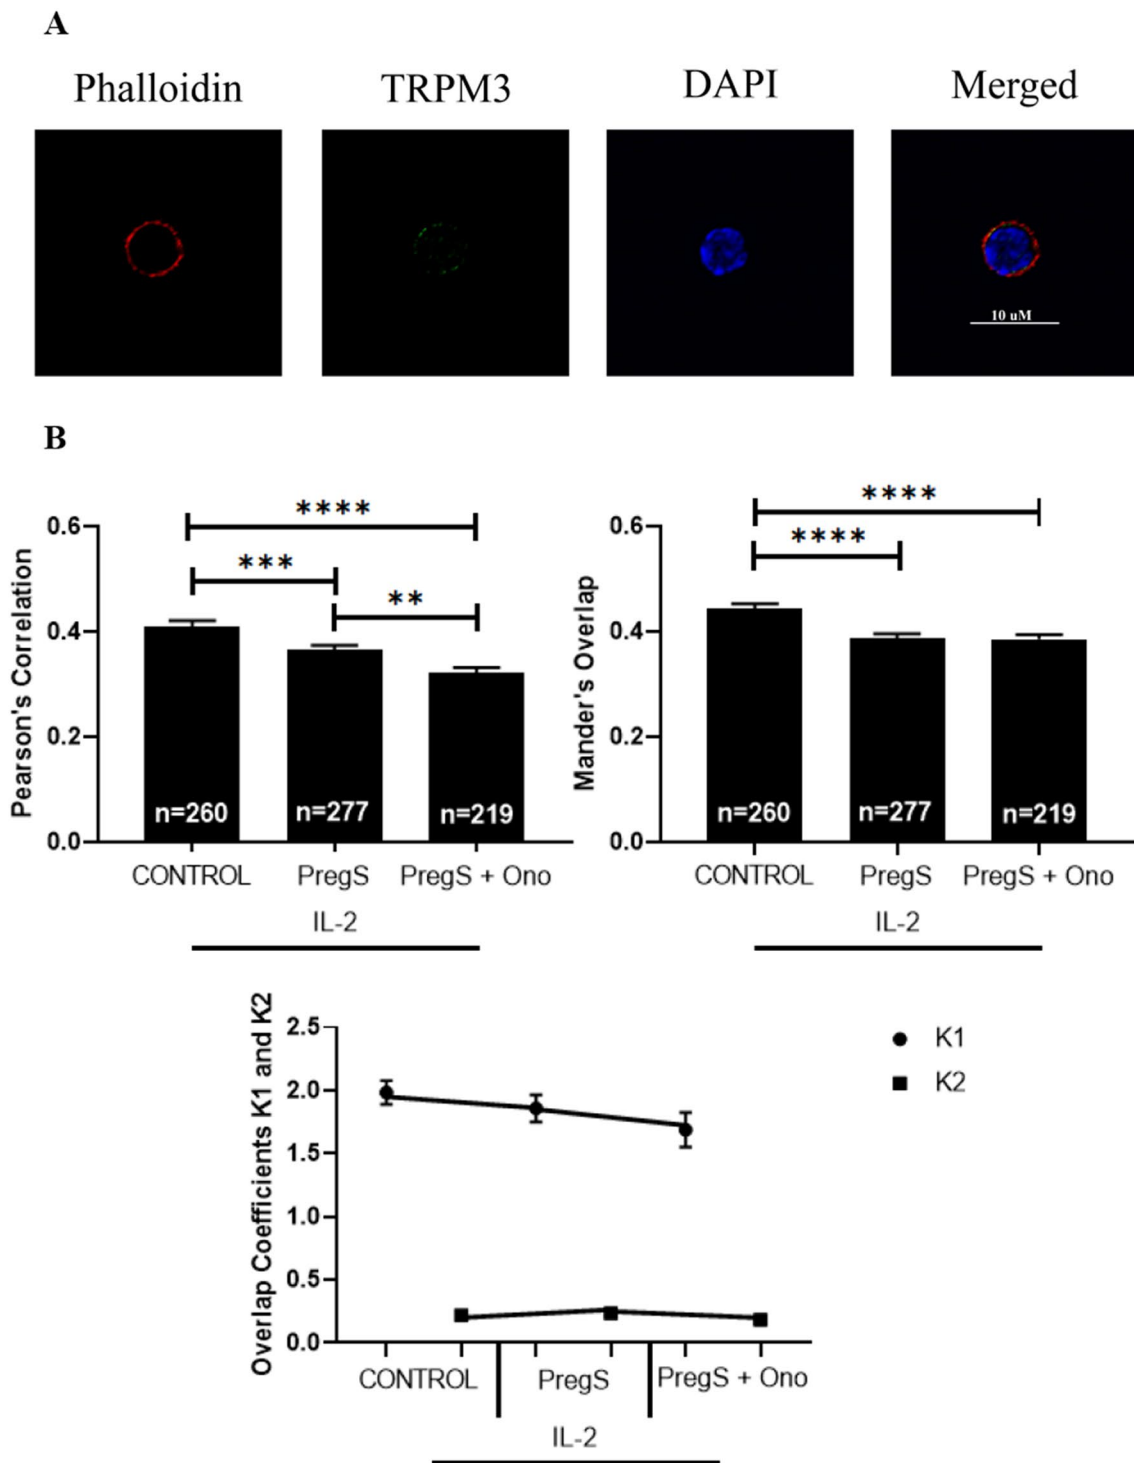 A
Phalloidin TRPM3 DAPI Merged
10 uM
B
Pearson's Correlation
0.6
0.4
0.2
0.0
****
***
**
n=260 n=277 n=219
CONTROL PregS PregS + Ono
IL-2
Mander's Overlap
0.6
0.4
0.2
0.0
****
****
n=260 n=277 n=219
CONTROL PregS PregS + Ono
IL-2
Overlap Coefficients K1 and K2
2.5
2.0
1.5
1.0
0.5
0.0
K1
K2
CONTROL PregS PregS + Ono
IL-2